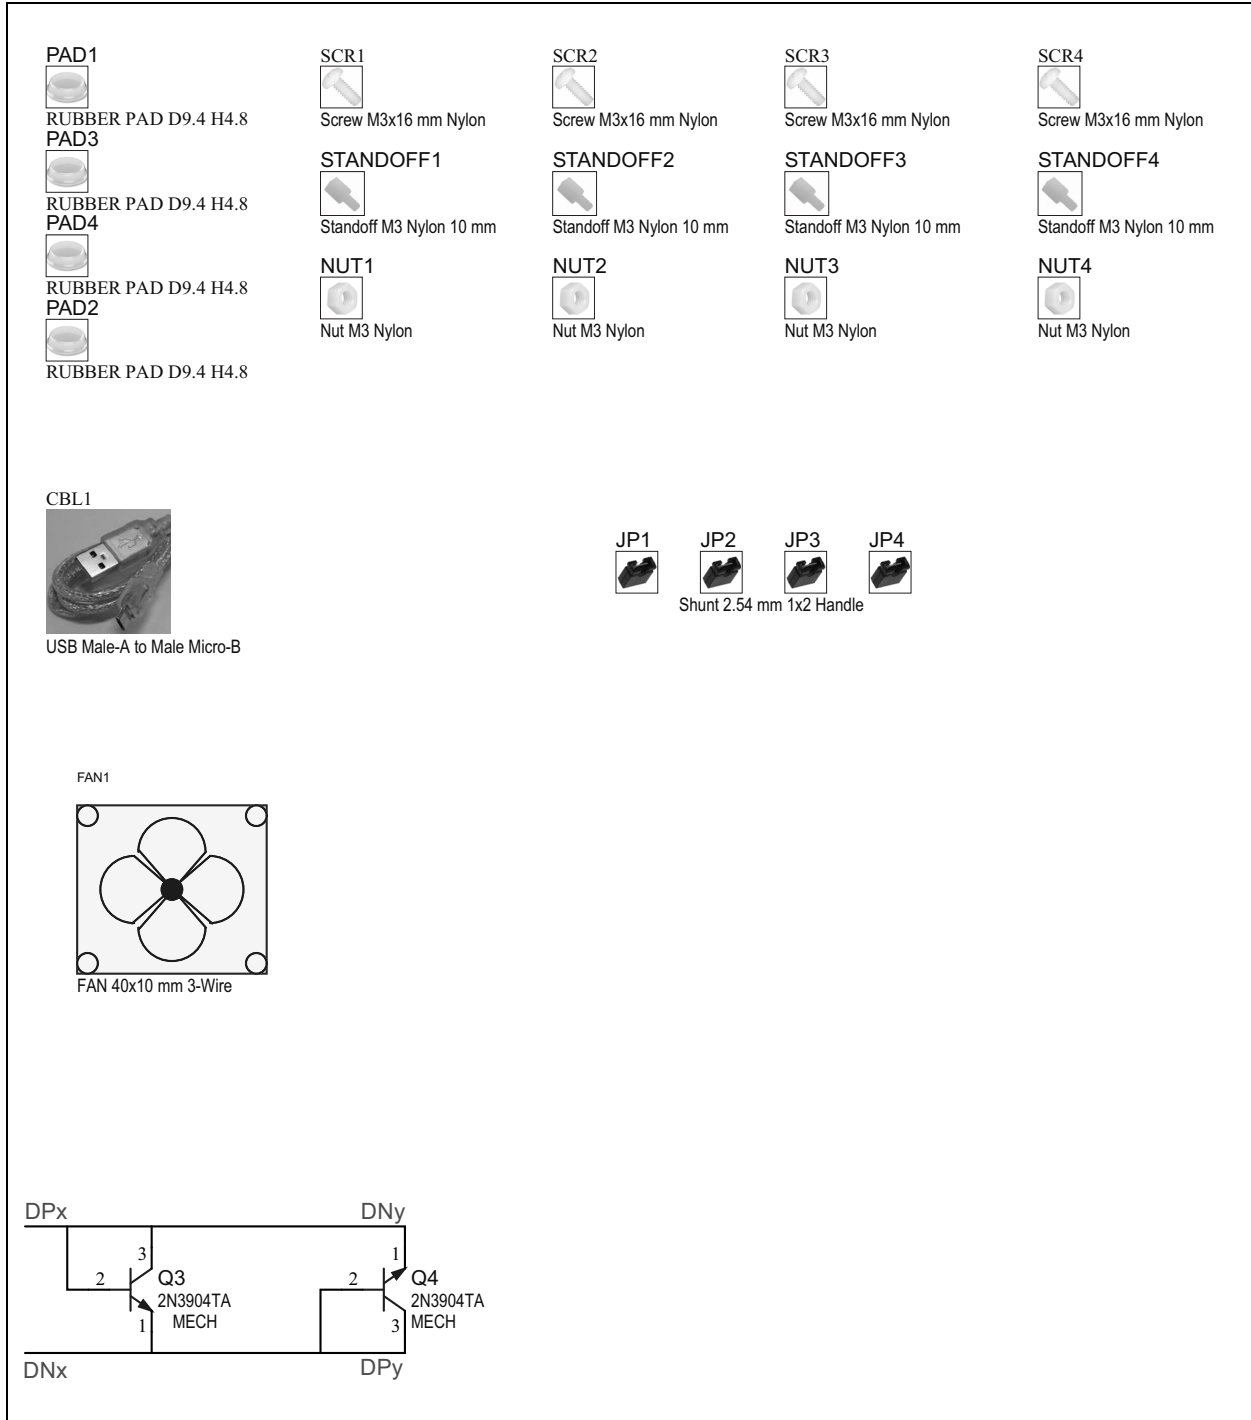 PAD1
RUBBER PAD D9.4 H4.8
PAD3
RUBBER PAD D9.4 H4.8
PAD4
RUBBER PAD D9.4 H4.8
PAD2
RUBBER PAD D9.4 H4.8
SCR1
Screw M3x16 mm Nylon
SCR2
Screw M3x16 mm Nylon
SCR3
Screw M3x16 mm Nylon
SCR4
Screw M3x16 mm Nylon
STANDOFF1
Standoff M3 Nylon 10 mm
STANDOFF2
Standoff M3 Nylon 10 mm
STANDOFF3
Standoff M3 Nylon 10 mm
STANDOFF4
Standoff M3 Nylon 10 mm
NUT1
Nut M3 Nylon
NUT2
Nut M3 Nylon
NUT3
Nut M3 Nylon
NUT4
Nut M3 Nylon
CBL1
USB Male-A to Male Micro-B
JP1
JP2
JP3
JP4
Shunt 2.54 mm 1x2 Handle
FAN1
FAN 40x10 mm 3-Wire
DPx
DNy
3
2
Q3
2N3904TA
MECH
1
1
2
Q4
2N3904TA
MECH
3
DNx
DPy